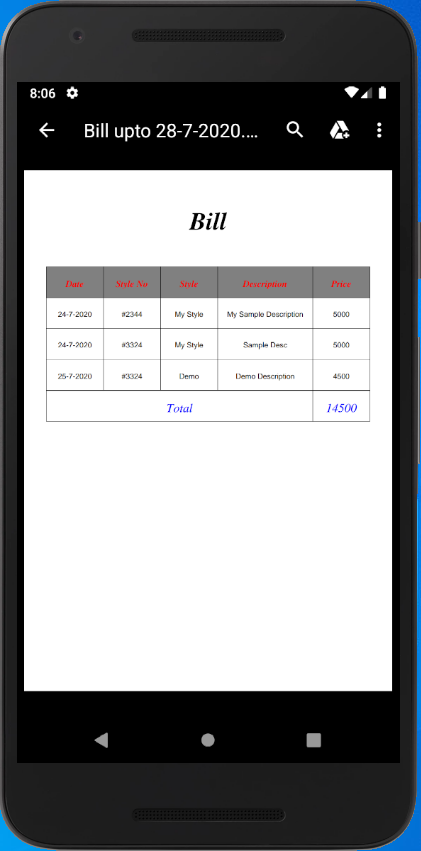 8:06
Bill upto 28-7-2020....
Bill
Date Style No Style Description Price
24-7-2020 #2344 My Style My Sample Description 5000
24-7-2020 #3324 My Style Sample Desc 5000
25-7-2020 #3324 Demo Demo Description 4500
Total 14500